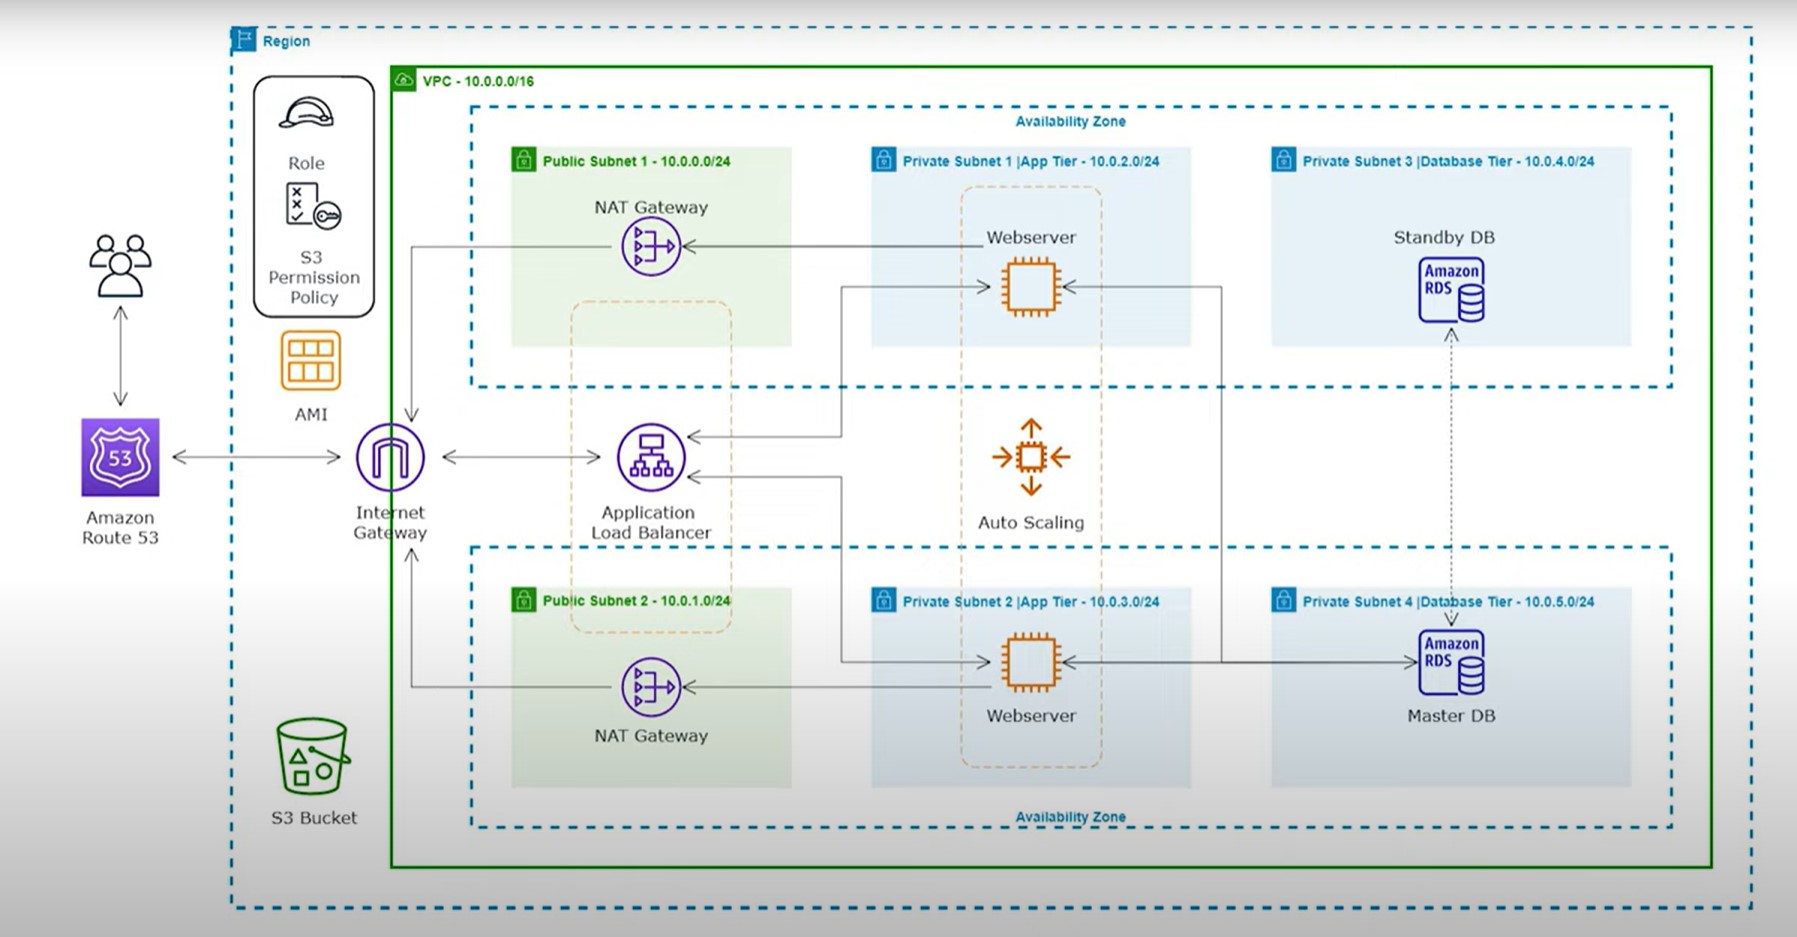 Region
VPC - 10.0.0.0/16
Availability Zone
Role
S3
Permission
Policy
AMI
Public Subnet 1 - 10.0.0.0/24
NAT Gateway
Private Subnet 1 |App Tier - 10.0.2.0/24
Webserver
Private Subnet 3 |Database Tier - 10.0.4.0/24
Standby DB
Amazon
RDS
53
Amazon
Route 53
Internet
Gateway
Application
Load Balancer
Auto Scaling
Public Subnet 2 - 10.0.1.0/24
NAT Gateway
Private Subnet 2 |App Tier - 10.0.3.0/24
Webserver
Private Subnet 4 |Database Tier - 10.0.5.0/24
Amazon
RDS
Master DB
S3 Bucket
Availability Zone